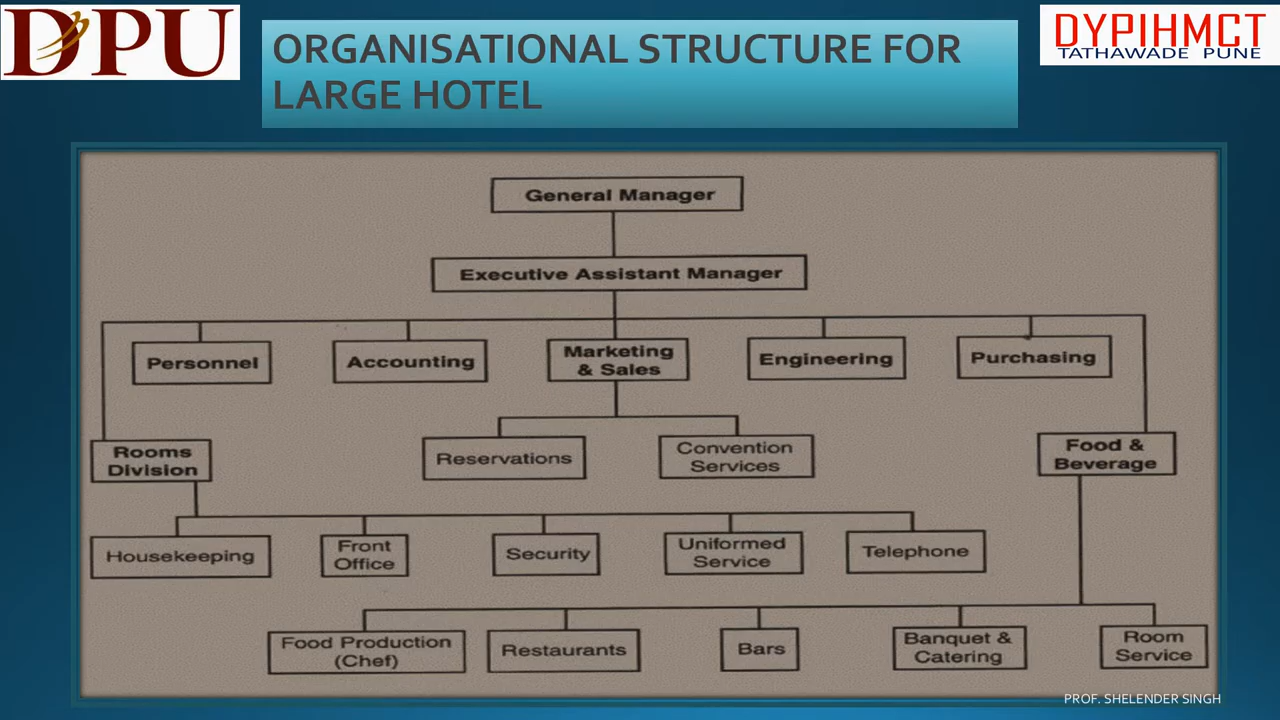 DPU
ORGANISATIONAL STRUCTURE FOR
LARGE HOTEL
DYPIHMCT
TATHAWADE PUNE
General Manager
Executive Assistant Manager
Personnel
Accounting
Marketing
& Sales
Engineering
Purchasing
Rooms
Division
Reservations
Convention
Services
Food &
Beverage
Housekeeping
Front
Office
Security
Uniformed
Service
Telephone
Food Production
(Chef)
Restaurants
Bars
Banquet &
Catering
Room
Service
PROF. SHELENDER SINGH